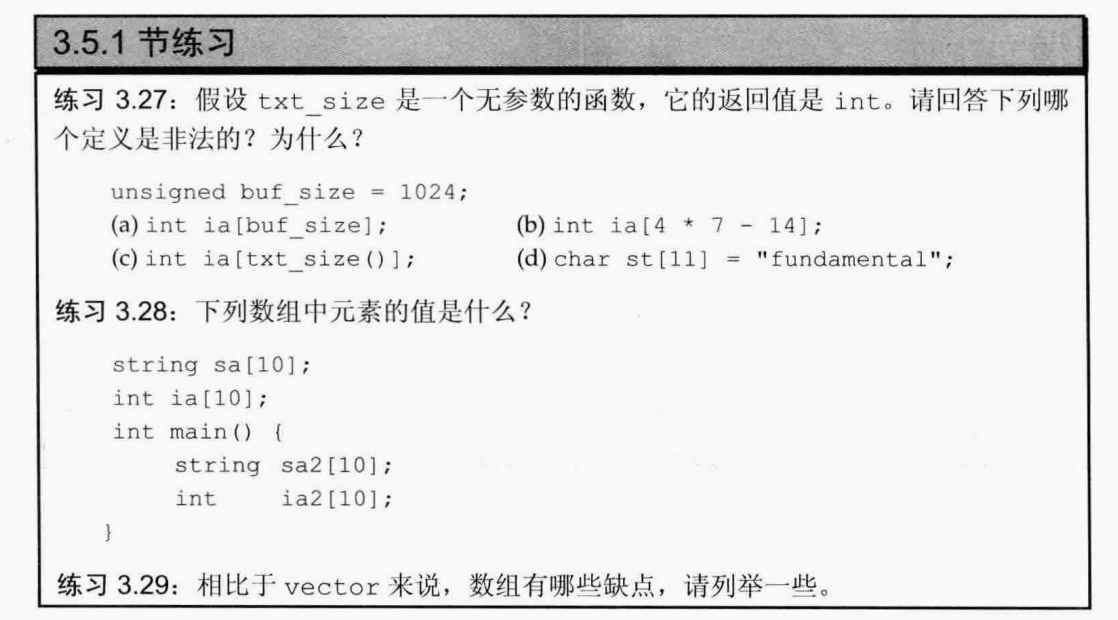 3.5.1 节练习
练习 3.27：假设 txt_size 是一个无参数的函数，它的返回值是 int。请回答下列哪
个定义是非法的？为什么？
unsigned buf_size = 1024;
(a) int ia[buf_size]; (b) int ia[4 * 7 - 14];
(c) int ia[txt_size()]; (d) char st[11] = "fundamental";
练习 3.28：下列数组中元素的值是什么？
string sa[10];
int ia[10];
int main() {
string sa2[10];
int ia2[10];
}
练习 3.29：相比于 vector 来说，数组有哪些缺点，请列举一些。